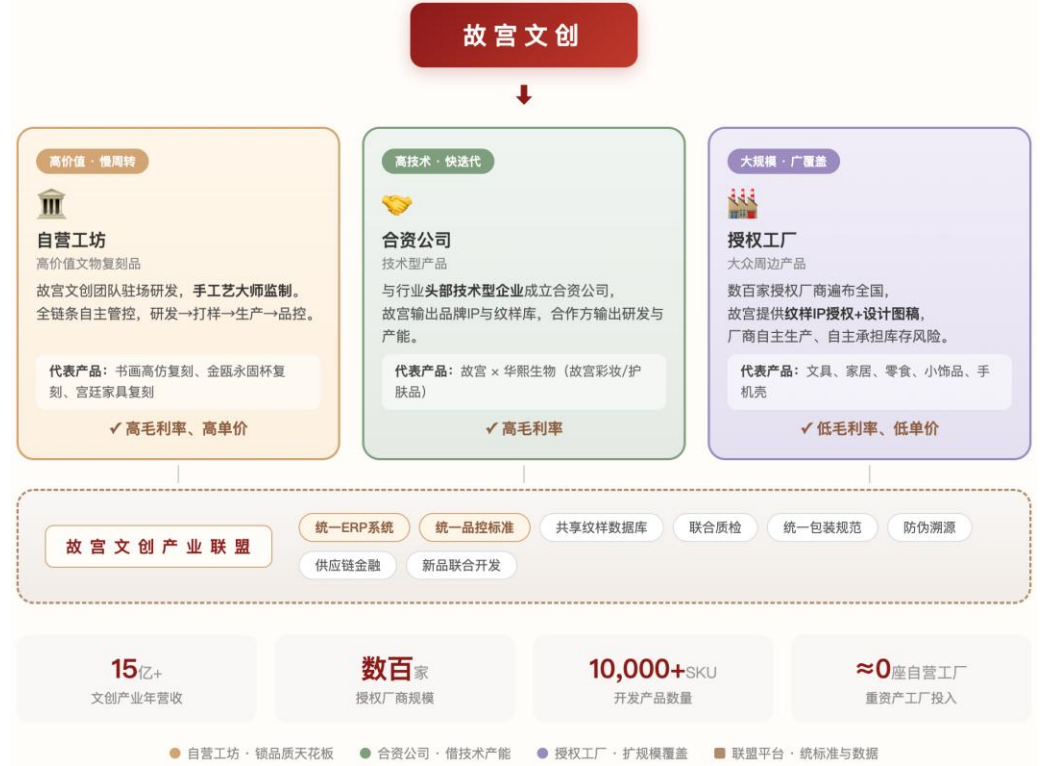 故宫文创
高价值 · 慢周转
自营工坊
高价值文物复刻品
故宫文创团队驻场研发，手工艺大师监制。
全链条自主管控，研发→打样→生产→品控。
代表产品：书画高仿复刻、金瓯永固杯复
刻、宫廷家具复刻
✓ 高毛利率、高单价
高技术 · 快迭代
合资公司
技术型产品
与行业头部技术型企业成立合资公司，
故宫输出品牌IP与纹样库，合作方输出研发与
产能。
代表产品：故宫 × 华熙生物（故宫彩妆/护
肤品）
✓ 高毛利率
大规模 · 广覆盖
授权工厂
大众周边产品
数百家授权厂商遍布全国，
故宫提供纹样IP授权+设计图稿，
厂商自主生产、自主承担库存风险。
代表产品：文具、家居、零食、小饰品、手
机壳
✓ 低毛利率、低单价
故宫文创产业联盟
统一ERP系统 统一品控标准 共享纹样数据库 联合质检 统一包装规范 防伪溯源
供应链金融 新品联合开发
15亿+
文创产业年营收
数百家
授权厂商规模
10,000+SKU
开发产品数量
≈0座自营工厂
重资产工厂投入
自营工坊 · 锁品质天花板 合资公司 · 借技术产能 授权工厂 · 扩规模覆盖 联盟平台 · 统标准与数据